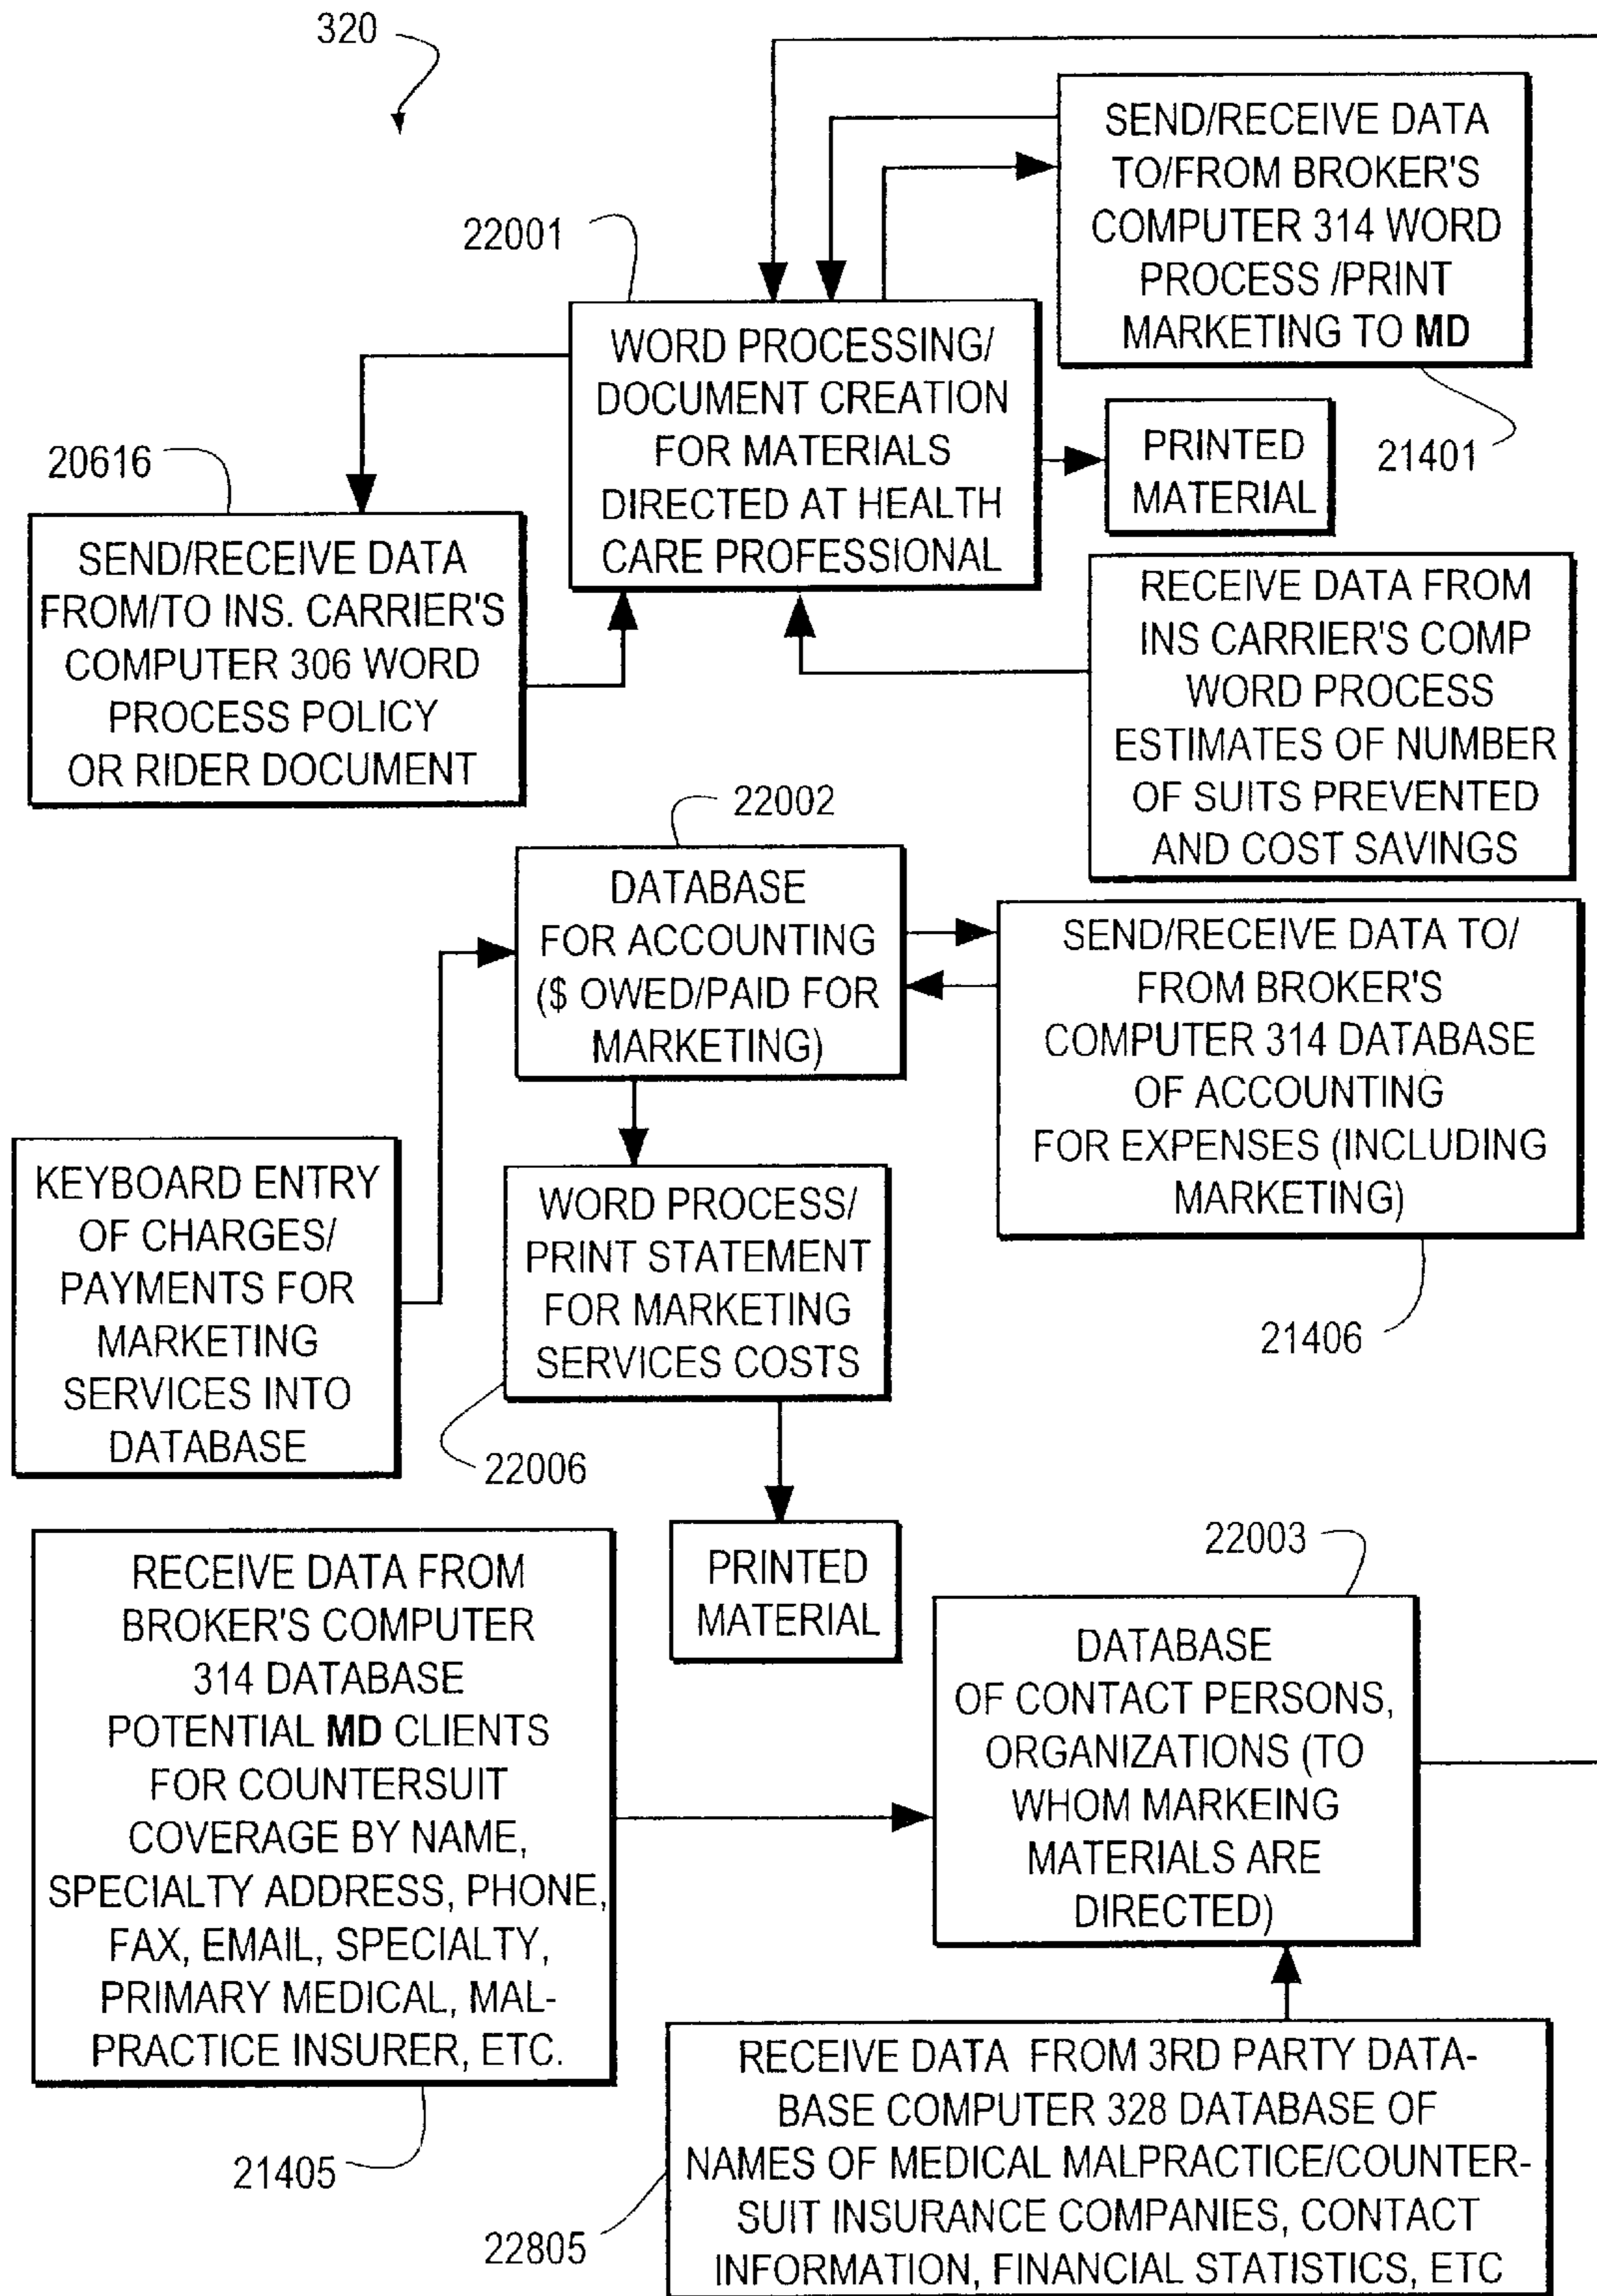 320
SEND/RECEIVE DATA
TO/FROM BROKER'S
COMPUTER 314 WORD
PROCESS /PRINT
MARKETING TO MD
21401
22001
WORD PROCESSING/
DOCUMENT CREATION
FOR MATERIALS
DIRECTED AT HEALTH
CARE PROFESSIONAL
PRINTED
MATERIAL
20616
SEND/RECEIVE DATA
FROM/TO INS. CARRIER'S
COMPUTER 306 WORD
PROCESS POLICY
OR RIDER DOCUMENT
RECEIVE DATA FROM
INS CARRIER'S COMP
WORD PROCESS
ESTIMATES OF NUMBER
OF SUITS PREVENTED
AND COST SAVINGS
22002
DATABASE
FOR ACCOUNTING
($ OWED/PAID FOR
MARKETING)
SEND/RECEIVE DATA TO/
FROM BROKER'S
COMPUTER 314 DATABASE
OF ACCOUNTING
FOR EXPENSES (INCLUDING
MARKETING)
21406
KEYBOARD ENTRY
OF CHARGES/
PAYMENTS FOR
MARKETING
SERVICES INTO
DATABASE
WORD PROCESS/
PRINT STATEMENT
FOR MARKETING
SERVICES COSTS
22006
PRINTED
MATERIAL
RECEIVE DATA FROM
BROKER'S COMPUTER
314 DATABASE
POTENTIAL MD CLIENTS
FOR COUNTERSUIT
COVERAGE BY NAME,
SPECIALTY ADDRESS, PHONE,
FAX, EMAIL, SPECIALTY,
PRIMARY MEDICAL, MAL-
PRACTICE INSURER, ETC.
21405
22003
DATABASE
OF CONTACT PERSONS,
ORGANIZATIONS (TO
WHOM MARKEING
MATERIALS ARE
DIRECTED)
RECEIVE DATA FROM 3RD PARTY DATA-
BASE COMPUTER 328 DATABASE OF
NAMES OF MEDICAL MALPRACTICE/COUNTER-
SUIT INSURANCE COMPANIES, CONTACT
INFORMATION, FINANCIAL STATISTICS, ETC
22805